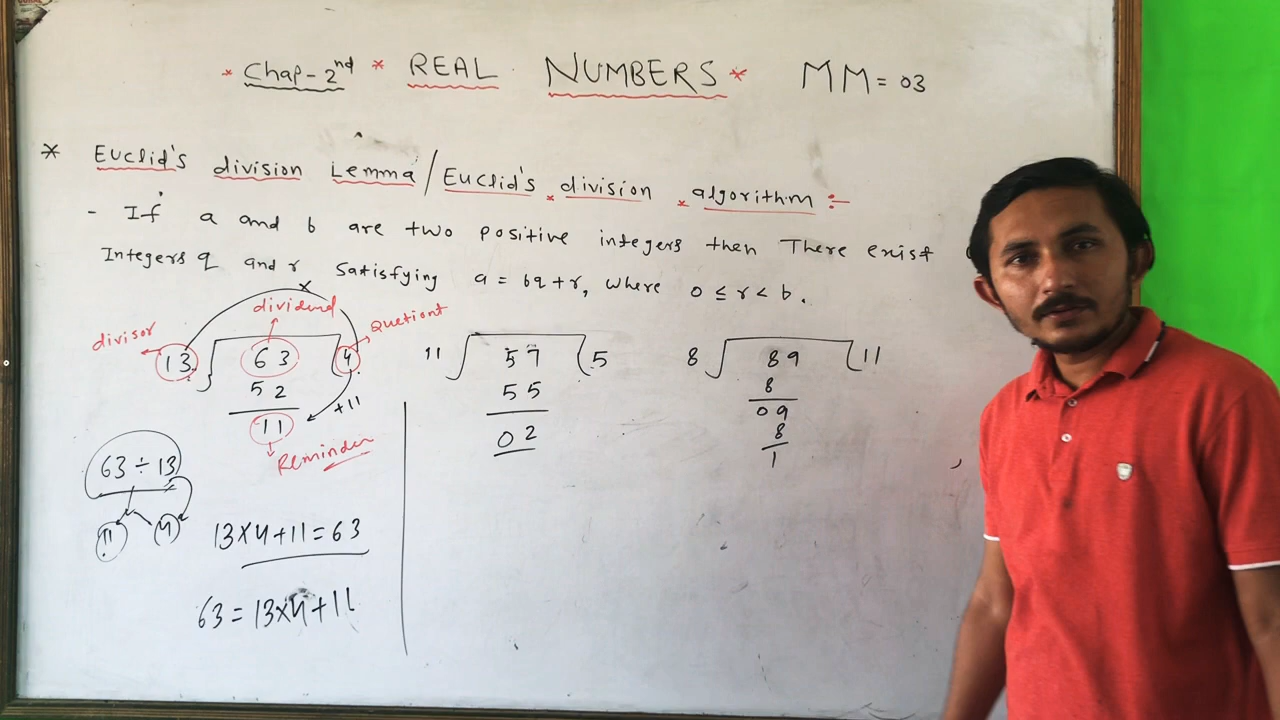 * Chap-2nd * REAL NUMBERS * MM = 03
* Euclid's division Lemma / Euclid's division algorithm :-
- If a and b are two positive integers then There exist
Integers q and r satisfying a = bq + r, where 0 ≤ r < b.
x
divisor dividend Quetiont
13 63 4
52
+11
11
Reminder
63 ÷ 13
11 4
13×4+11=63
63 = 13×4+11
11 57 5
55
02
8 89 11
8
09
8
1